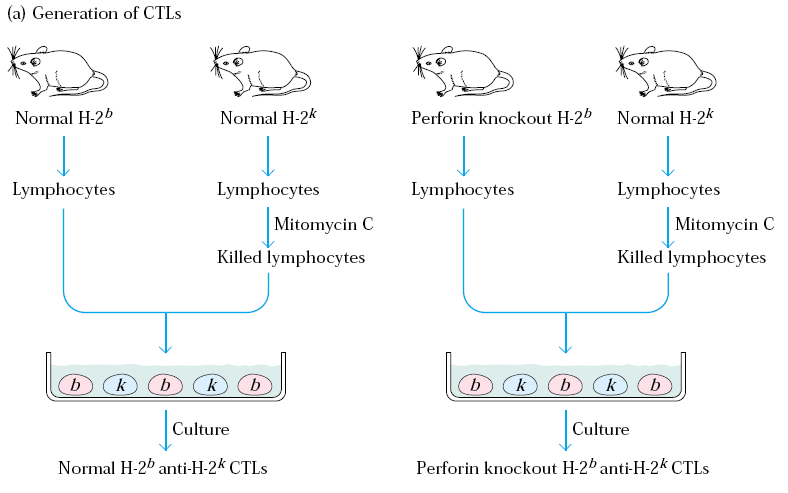 (a) Generation of CTLs
Normal H-2b Normal H-2k Perforin knockout H-2b Normal H-2k
Lymphocytes Lymphocytes Lymphocytes Lymphocytes
Mitomycin C Mitomycin C
Killed lymphocytes Killed lymphocytes
b k b k b b k b k b
Culture Culture
Normal H-2b anti-H-2k CTLs Perforin knockout H-2b anti-H-2k CTLs